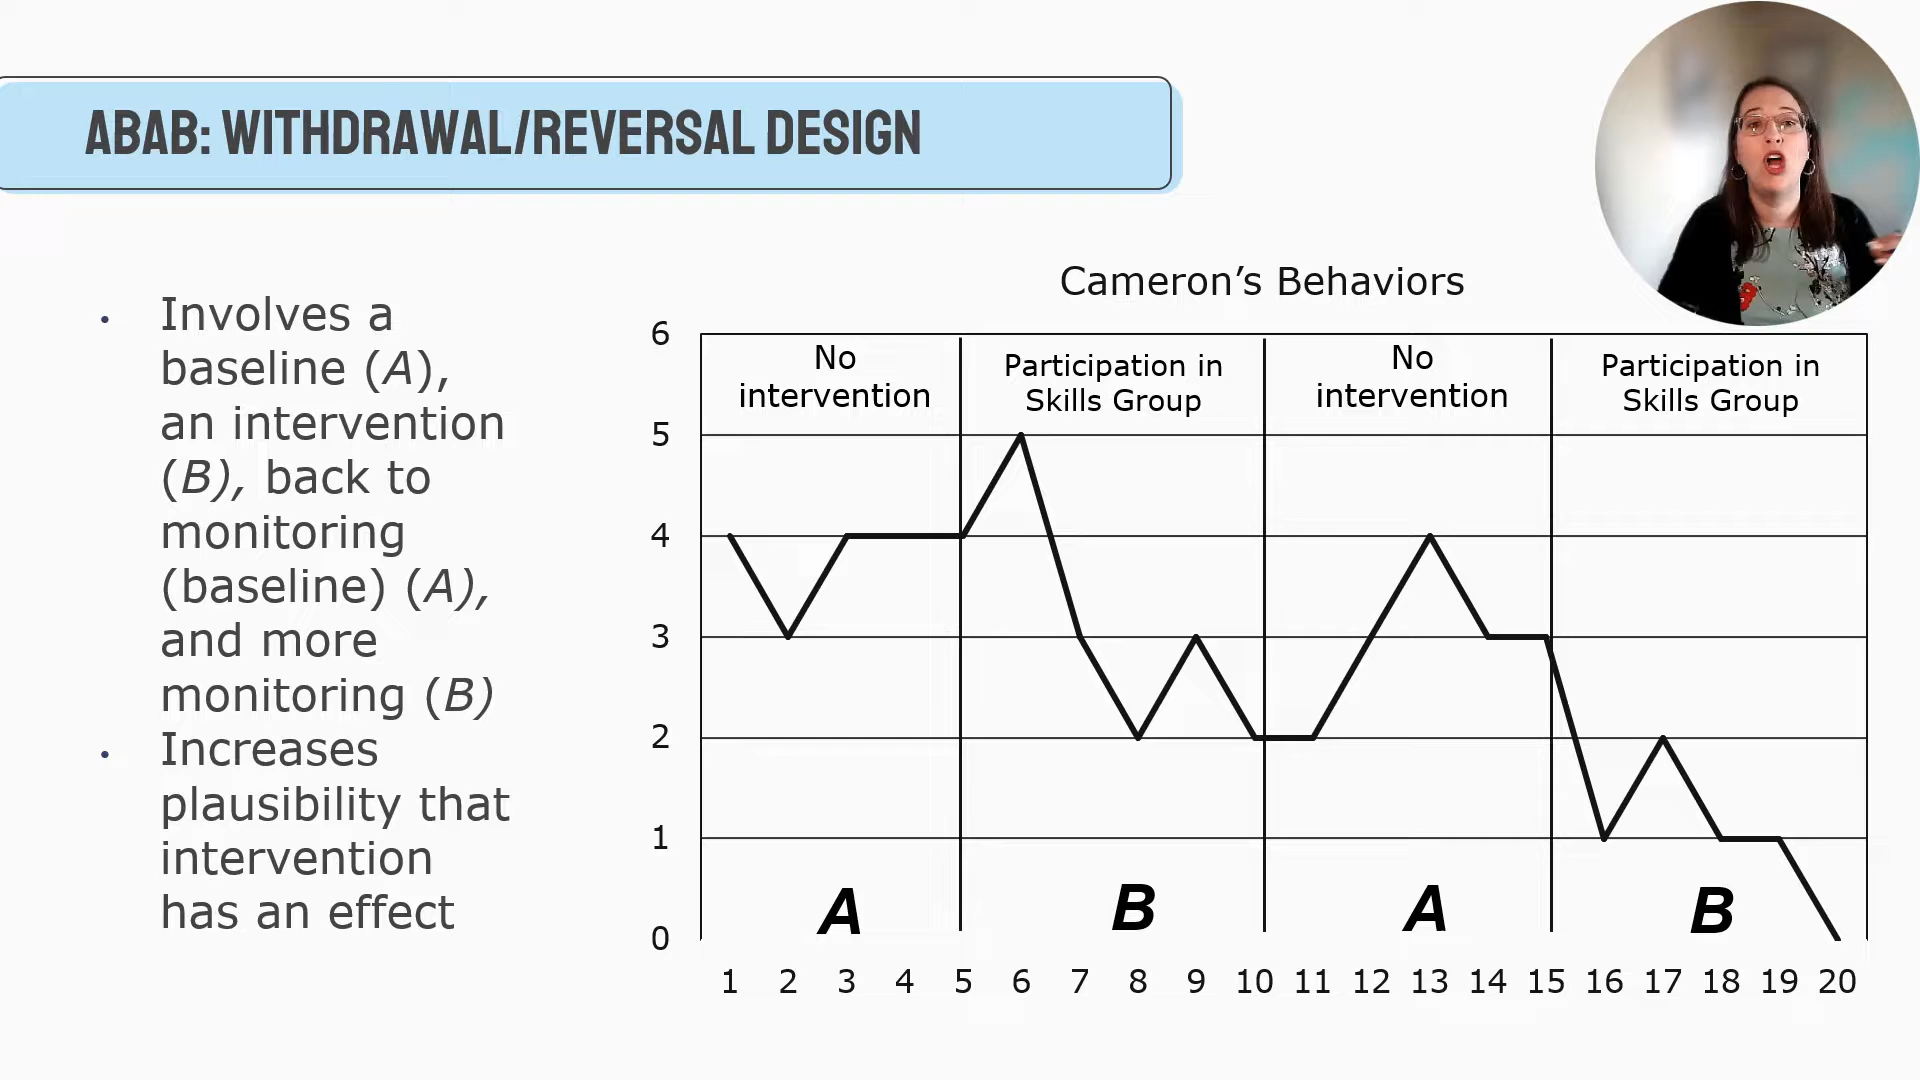 ABAB: WITHDRAWAL/REVERSAL DESIGN
• Involves a
baseline (A),
an intervention
(B), back to
monitoring
(baseline) (A),
and more
monitoring (B)
• Increases
plausibility that
intervention
has an effect
Cameron’s Behaviors
6
5
4
3
2
1
0
No
intervention
Participation in
Skills Group
No
intervention
Participation in
Skills Group
A
B
A
B
1 2 3 4 5 6 7 8 9 10 11 12 13 14 15 16 17 18 19 20